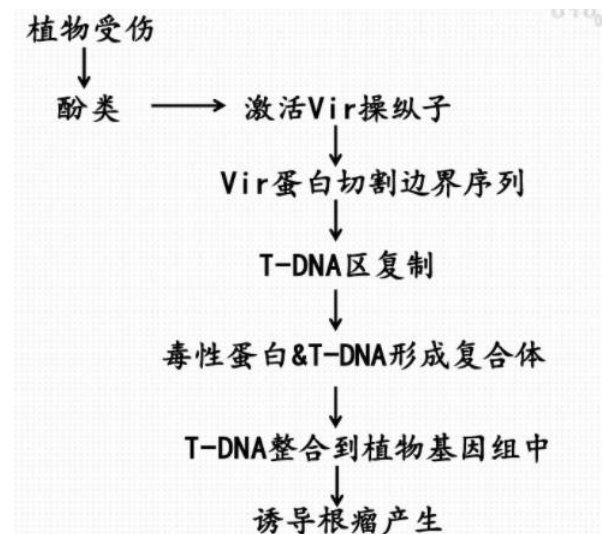 植物受伤
酚类
激活Vir操纵子
Vir蛋白切割边界序列
T-DNA区复制
毒性蛋白&T-DNA形成复合体
T-DNA整合到植物基因组中
诱导根瘤产生